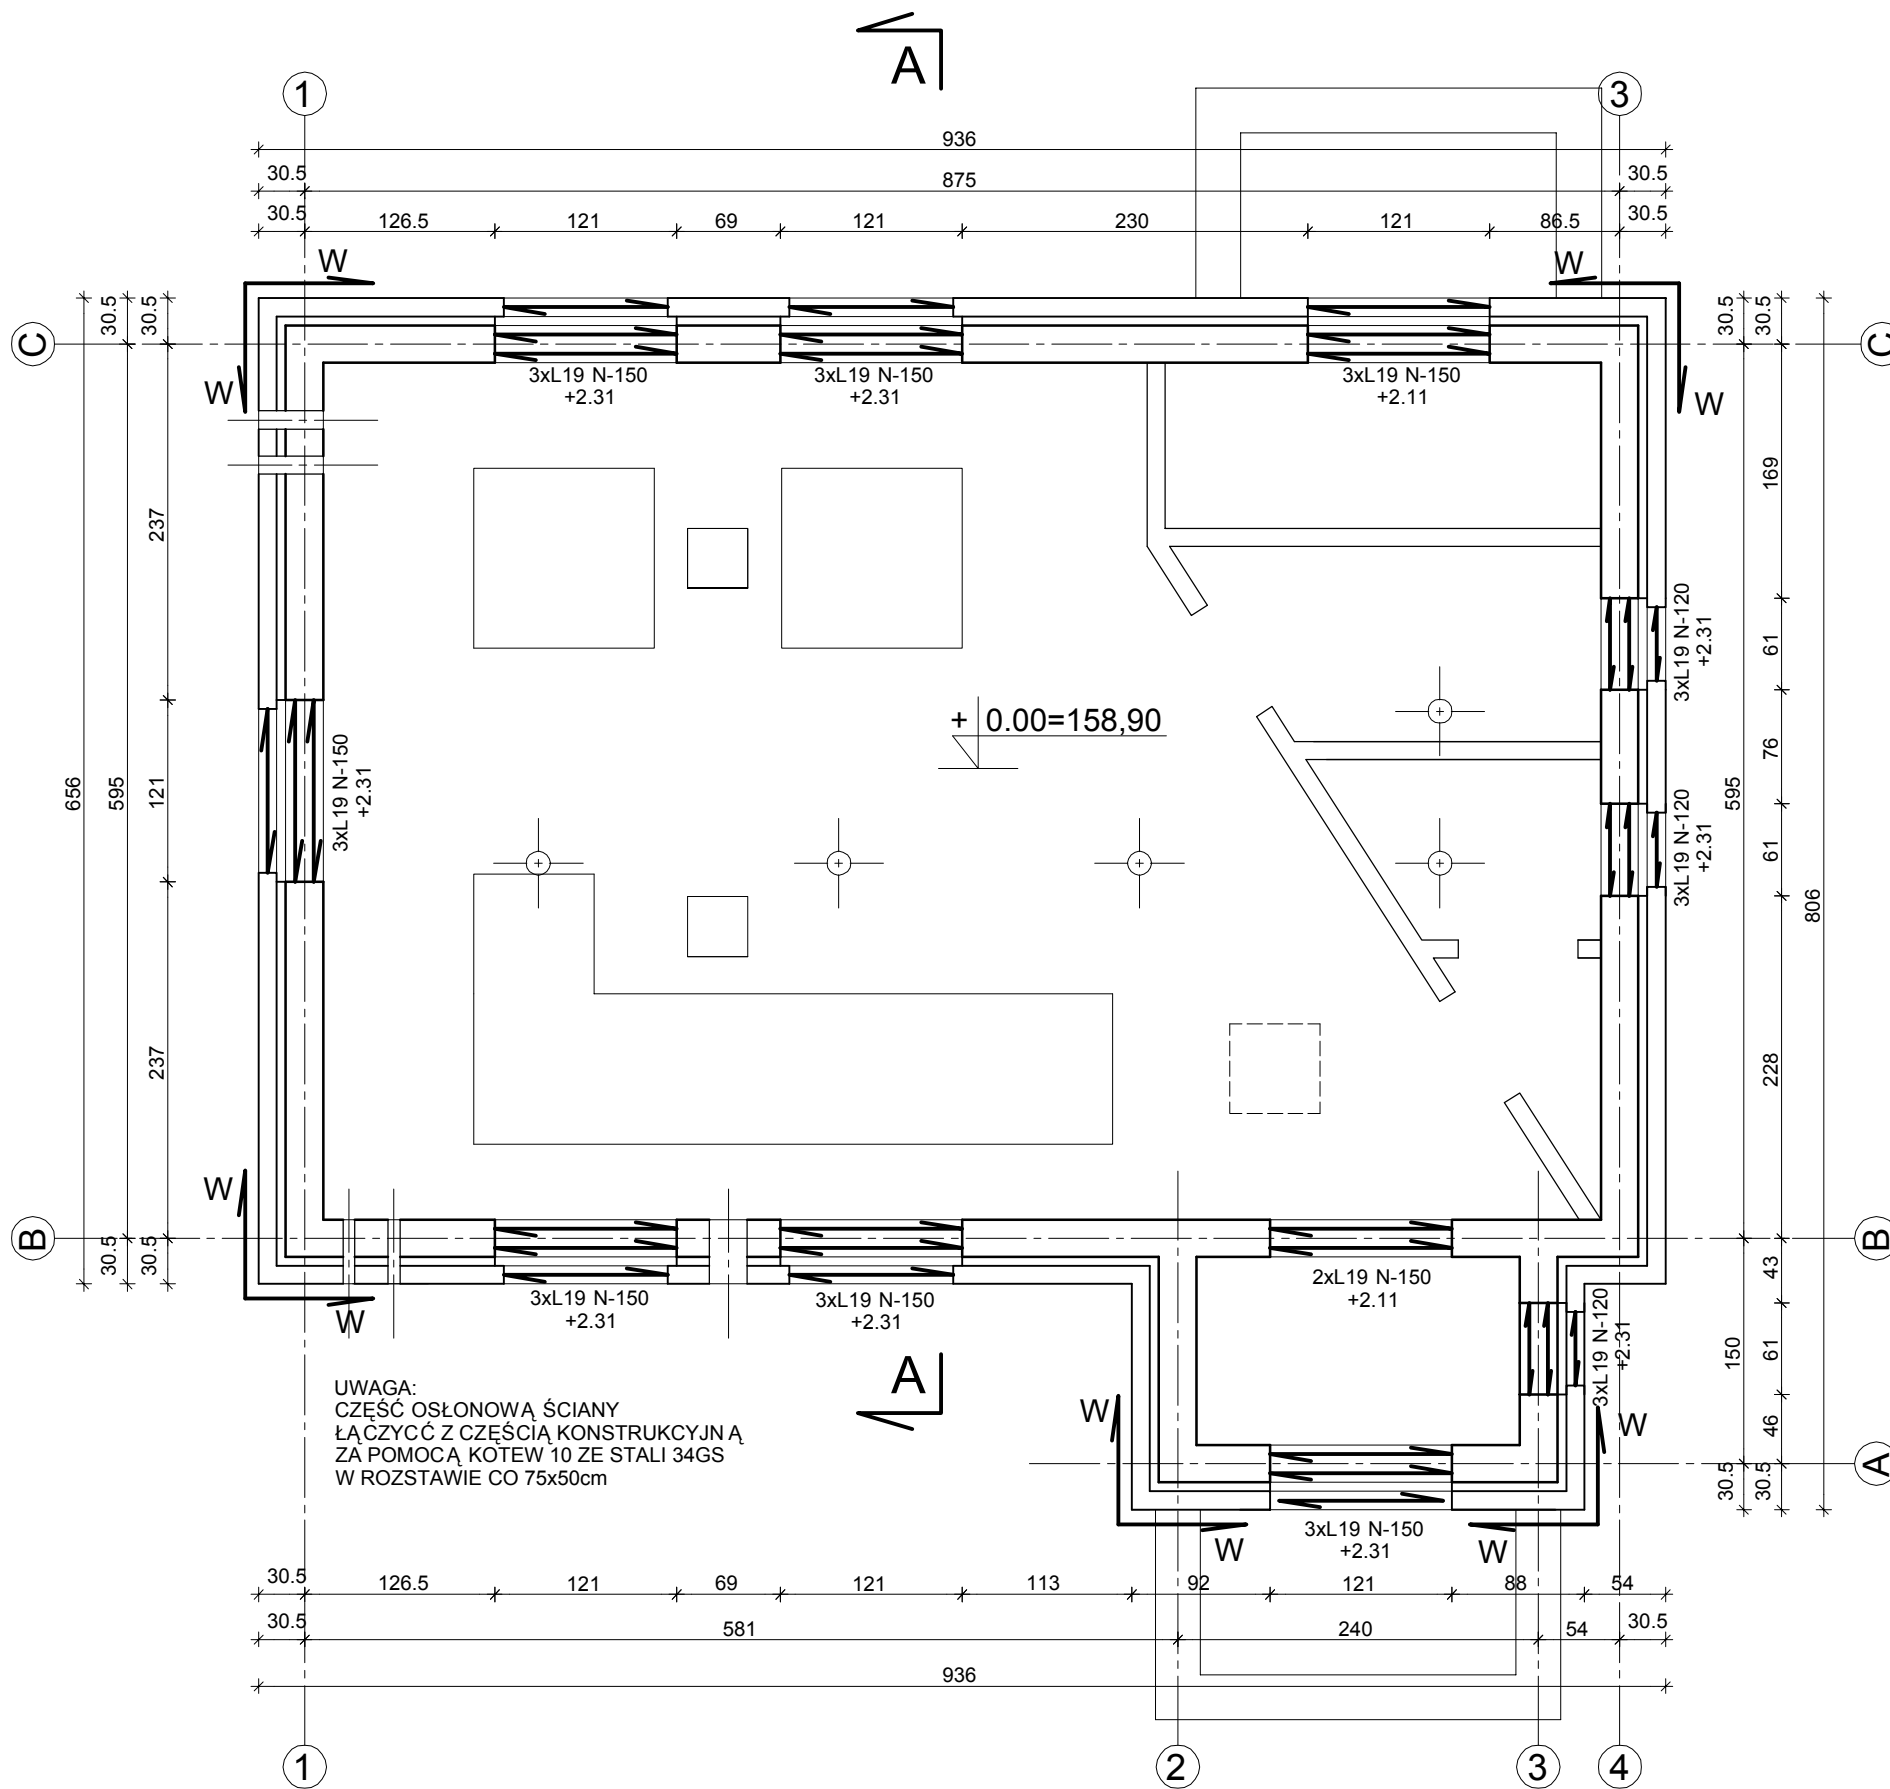 A
1
3
936
30.5 875 30.5
30.5 126.5 121 69 121 230 121 86.5 30.5
W
W
W
W
C
C
30.5
30.5
30.5
30.5
3xL19 N-150
+2.31
3xL19 N-150
+2.31
3xL19 N-150
+2.11
237
169
3xL19 N-120
+2.31
61
+ 0.00=158,90
656
595
121
3xL19 N-150
+2.31
76
595
3xL19 N-120
+2.31
61
806
237
228
W
W
B
B
30.5
30.5
3xL19 N-150
+2.31
3xL19 N-150
+2.31
2xL19 N-150
+2.11
43
3xL19 N-120
+2.31
61
150
46
A
UWAGA:
CZĘŚĆ OSŁONOWĄ ŚCIANY
ŁĄCZYCĆ Z CZĘŚCIĄ KONSTRUKCYJNĄ
ZA POMOCĄ KOTEW 10 ZE STALI 34GS
W ROZSTAWIE CO 75x50cm
W
W
W
W
A
30.5
30.5
3xL19 N-150
+2.31
30.5 126.5 121 69 121 113 92 121 88 54
30.5 581 240 54 30.5
936
1
2
3
4